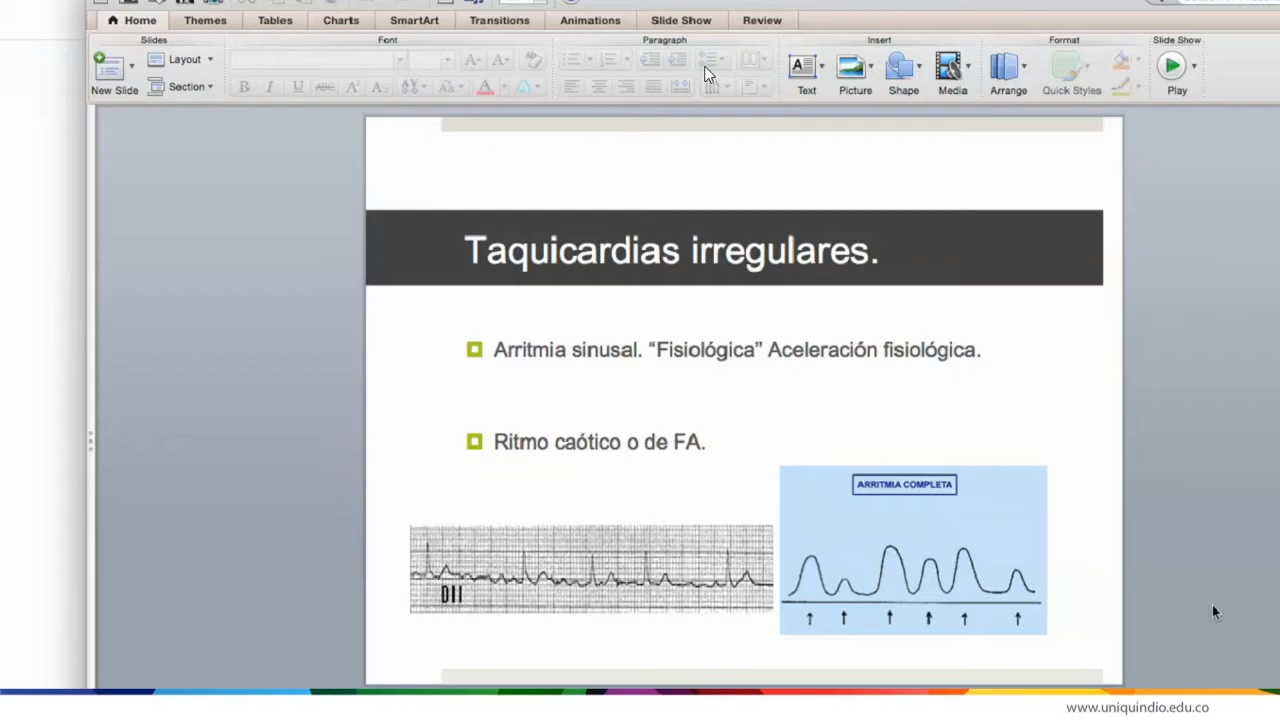 Home Themes Tables Charts SmartArt Transitions Animations Slide Show Review
Slides Font Paragraph Insert Format Slide Show
Layout
New Slide Section
Text Picture Shape Media Arrange Quick Styles Play
Taquicardias irregulares.
Arritmia sinusal. “Fisiológica” Aceleración fisiológica.
Ritmo caótico o de FA.
ARRITMIA COMPLETA
DII
www.uniquindio.edu.co